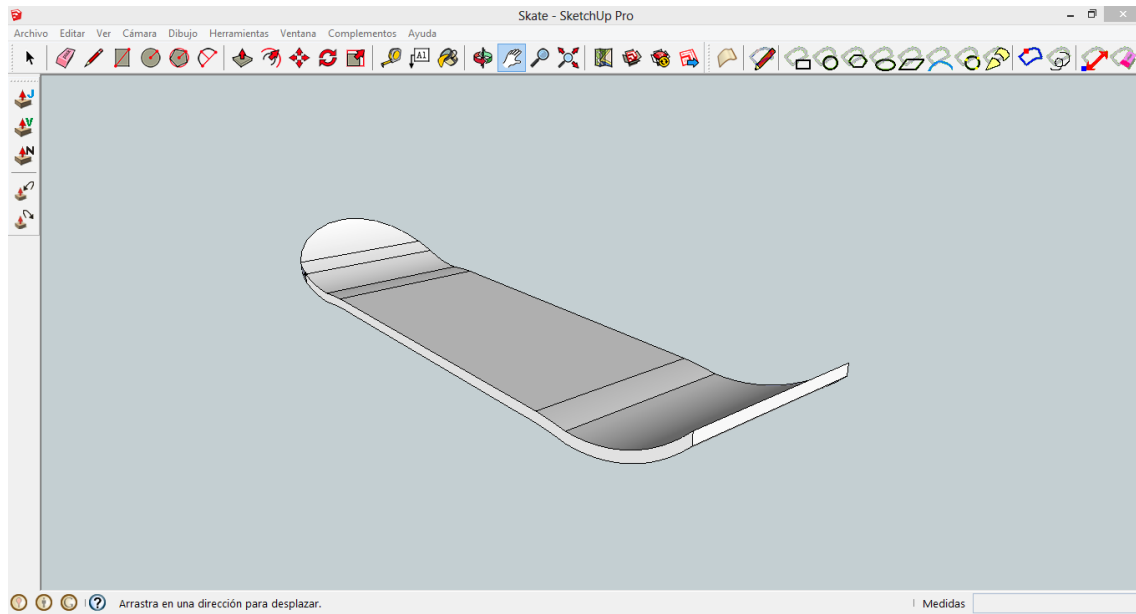 Skate - SketchUp Pro
Archivo Editar Ver Cámara Dibujo Herramientas Ventana Complementos Ayuda
A1
J
V
N
Arrastra en una dirección para desplazar.
Medidas